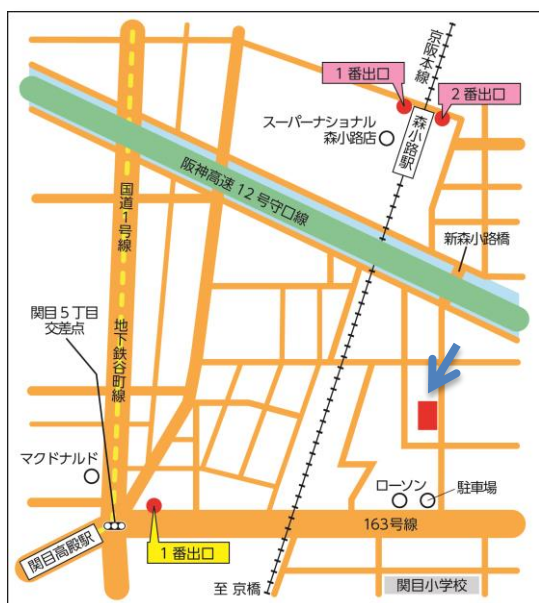 京阪本線
1番出口
2番出口
スーパーナショナル
森小路店
森小路駅
阪神高速12号守口線
国道1号線
新森小路橋
関目5丁目
交差点
地下鉄谷町線
マクドナルド
ローソン
駐車場
163号線
関目高殿駅
1番出口
至 京橋
関目小学校